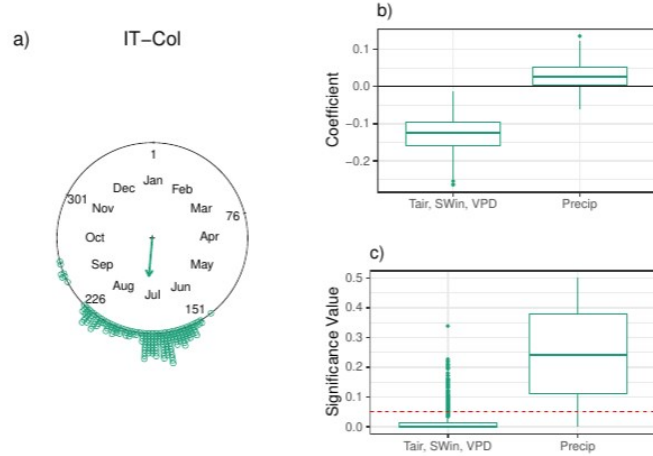 a)
IT−Col
1
Jan
Feb
Mar
76
Apr
May
Jun
151
Jul
Aug
226
Sep
Oct
Nov
301
Dec
b)
Coefficient
0.1
0.0
−0.1
−0.2
Tair, SWin, VPD
Precip
c)
Significance Value
0.5
0.4
0.3
0.2
0.1
0.0
Tair, SWin, VPD
Precip